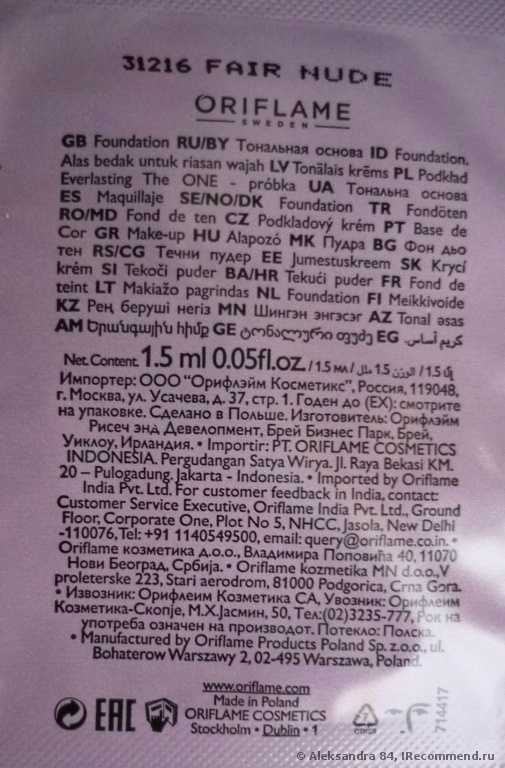 31216 FAIR NUDE
ORIFLAME
SWEDEN
GB Foundation RU/BY Тональная основа ID Foundation.
Alas bedak untuk riasan wajah LV Tonālais krēms PL Podkład
Everlasting The ONE - próbka UA Тональна основа
ES Maquillaje SE/NO/DK Foundation TR Fondöten
RO/MD Fond de ten CZ Podkladový krém PT Base de
Cor GR Make-up HU Alapozó MK Пудра BG Фон дьо
тен RS/CG Течни пудер EE Jumestuskreem SK Krycí
krém SI Tekoči puder BA/HR Tekući puder FR Fond de
teint LT Makiažo pagrindas NL Foundation FI Meikkivoide
KZ Рең беруші негіз MN Шингэн энгэсэг AZ Tonal əsas
AM Երանգային հիմք GE ტონალური ფუძე EG كريم أساس.
Net. Content. 1.5 ml 0.05fl.oz. / 1.5 мл / الوزن 1.5 مل /
Импортер: ООО "Орифлэйм Косметикс", Россия, 119048,
г. Москва, ул. Усачева, д. 37, стр. 1. Годен до (EX): смотрите
на упаковке. Сделано в Польше. Изготовитель: Орифлэйм
Рисеч энд Девелопмент, Брей Бизнес Парк, Брей,
Уиклоу, Ирландия. • Importir: PT. ORIFLAME COSMETICS
INDONESIA. Pergudangan Satya Wirya. Jl. Raya Bekasi KM.
20 – Pulogadung. Jakarta - Indonesia. • Imported by Oriflame
India Pvt. Ltd. For customer feedback in India, contact:
Customer Service Executive, Oriflame India Pvt. Ltd., Ground
Floor, Corporate One, Plot No 5, NHCC, Jasola, New Delhi
-110076, Tel: +91 1140549500, email: query@oriflame.co.in. •
Oriflame козметика д.о.о., Владимира Поповића 40, 11070
Нови Београд, Србија. • Oriflame kozmetika MN d.o.o., V
proleterske 223, Stari aerodrom, 81000 Podgorica, Crna Gora.
• Извозник: Орифлеим Козметика СА, Увозник: Орифлеим
Козметика-Скопје, М.Х.Јасмин, 50, Тел:(02)3235-777, Рок на
употреба означен на производот. Потекло: Полска.
• Manufactured by Oriflame Products Poland Sp. z.o.o., ul.
Bohaterow Warszawy 2, 02-495 Warszawa, Poland.
www.oriflame.com
Made in Poland
ORIFLAME COSMETICS
Stockholm • Dublin • 1
EAC
714417
© Aleksandra 84, IRecommend.ru